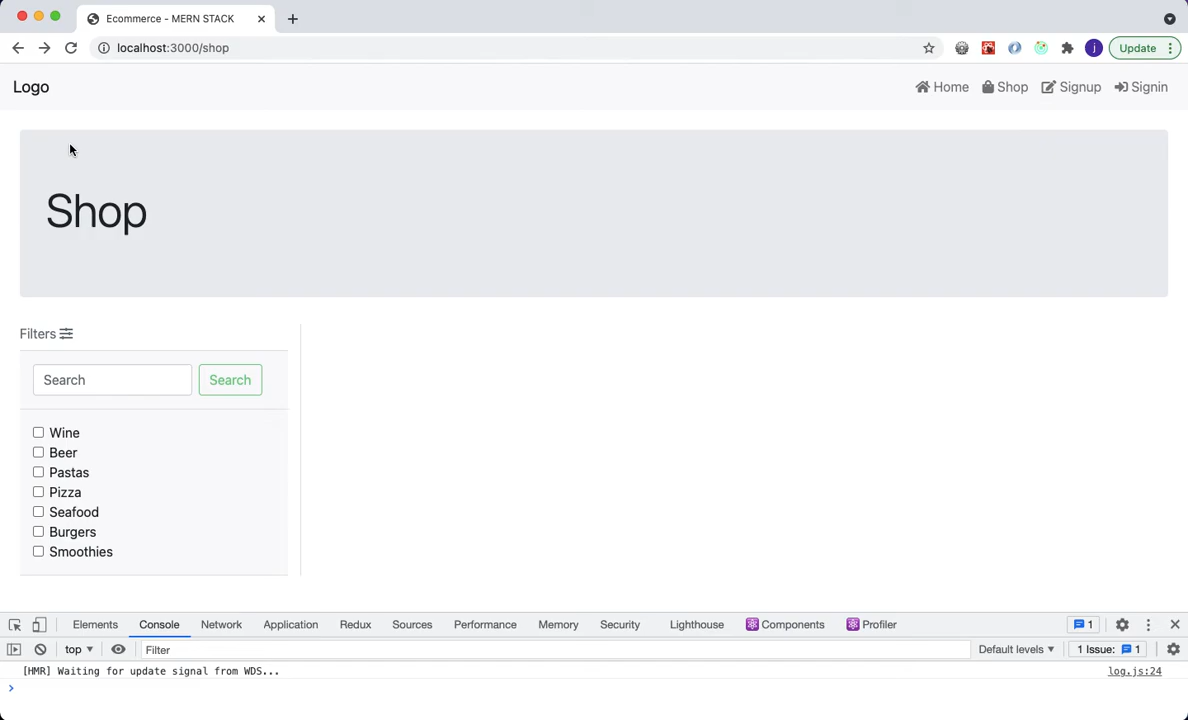 Ecommerce - MERN STACK
localhost:3000/shop
j
Update
Logo
Home Shop Signup Signin
Shop
Filters
Search Search
Wine
Beer
Pastas
Pizza
Seafood
Burgers
Smoothies
Elements Console Network Application Redux Performance Memory Security Lighthouse Components Profiler 1
top Filter Default levels 1 Issue: 1
[HMR] Waiting for update signal from WDS... log.js:24